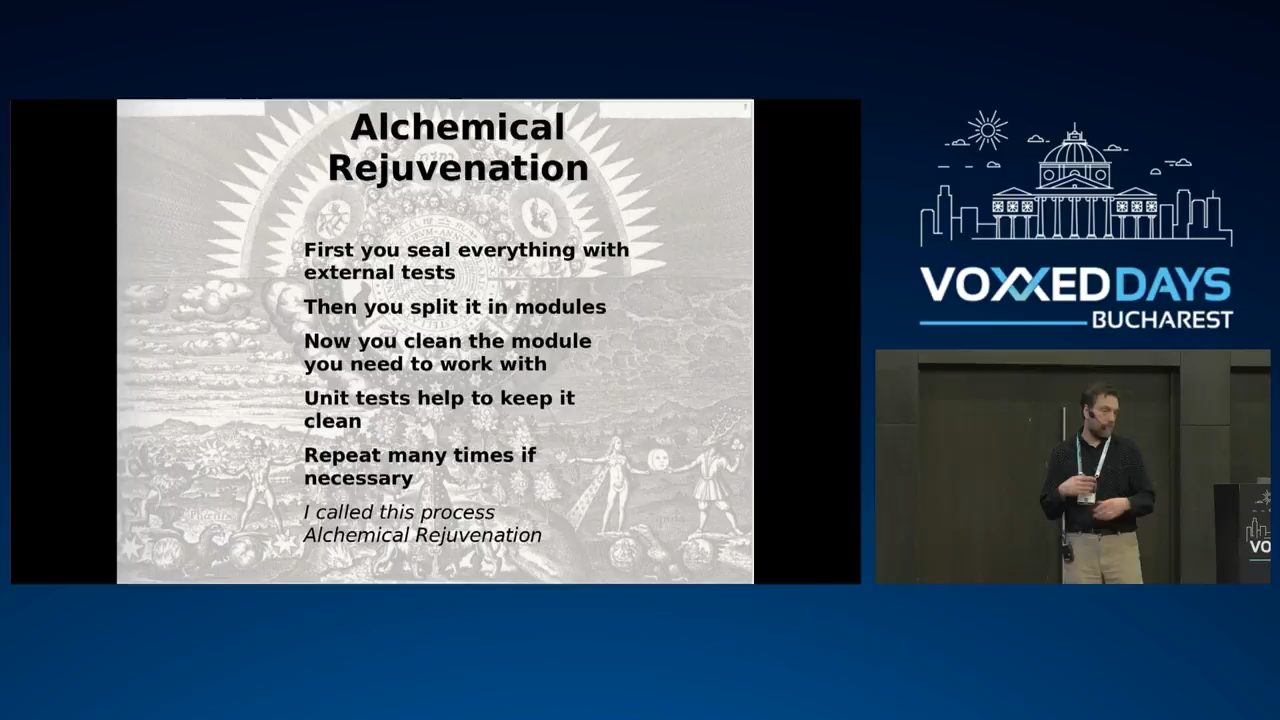 Alchemical
Rejuvenation
First you seal everything with
external tests
Then you split it in modules
Now you clean the module
you need to work with
Unit tests help to keep it
clean
Repeat many times if
necessary
I called this process
Alchemical Rejuvenation
VOXXED DAYS
BUCHAREST
VO